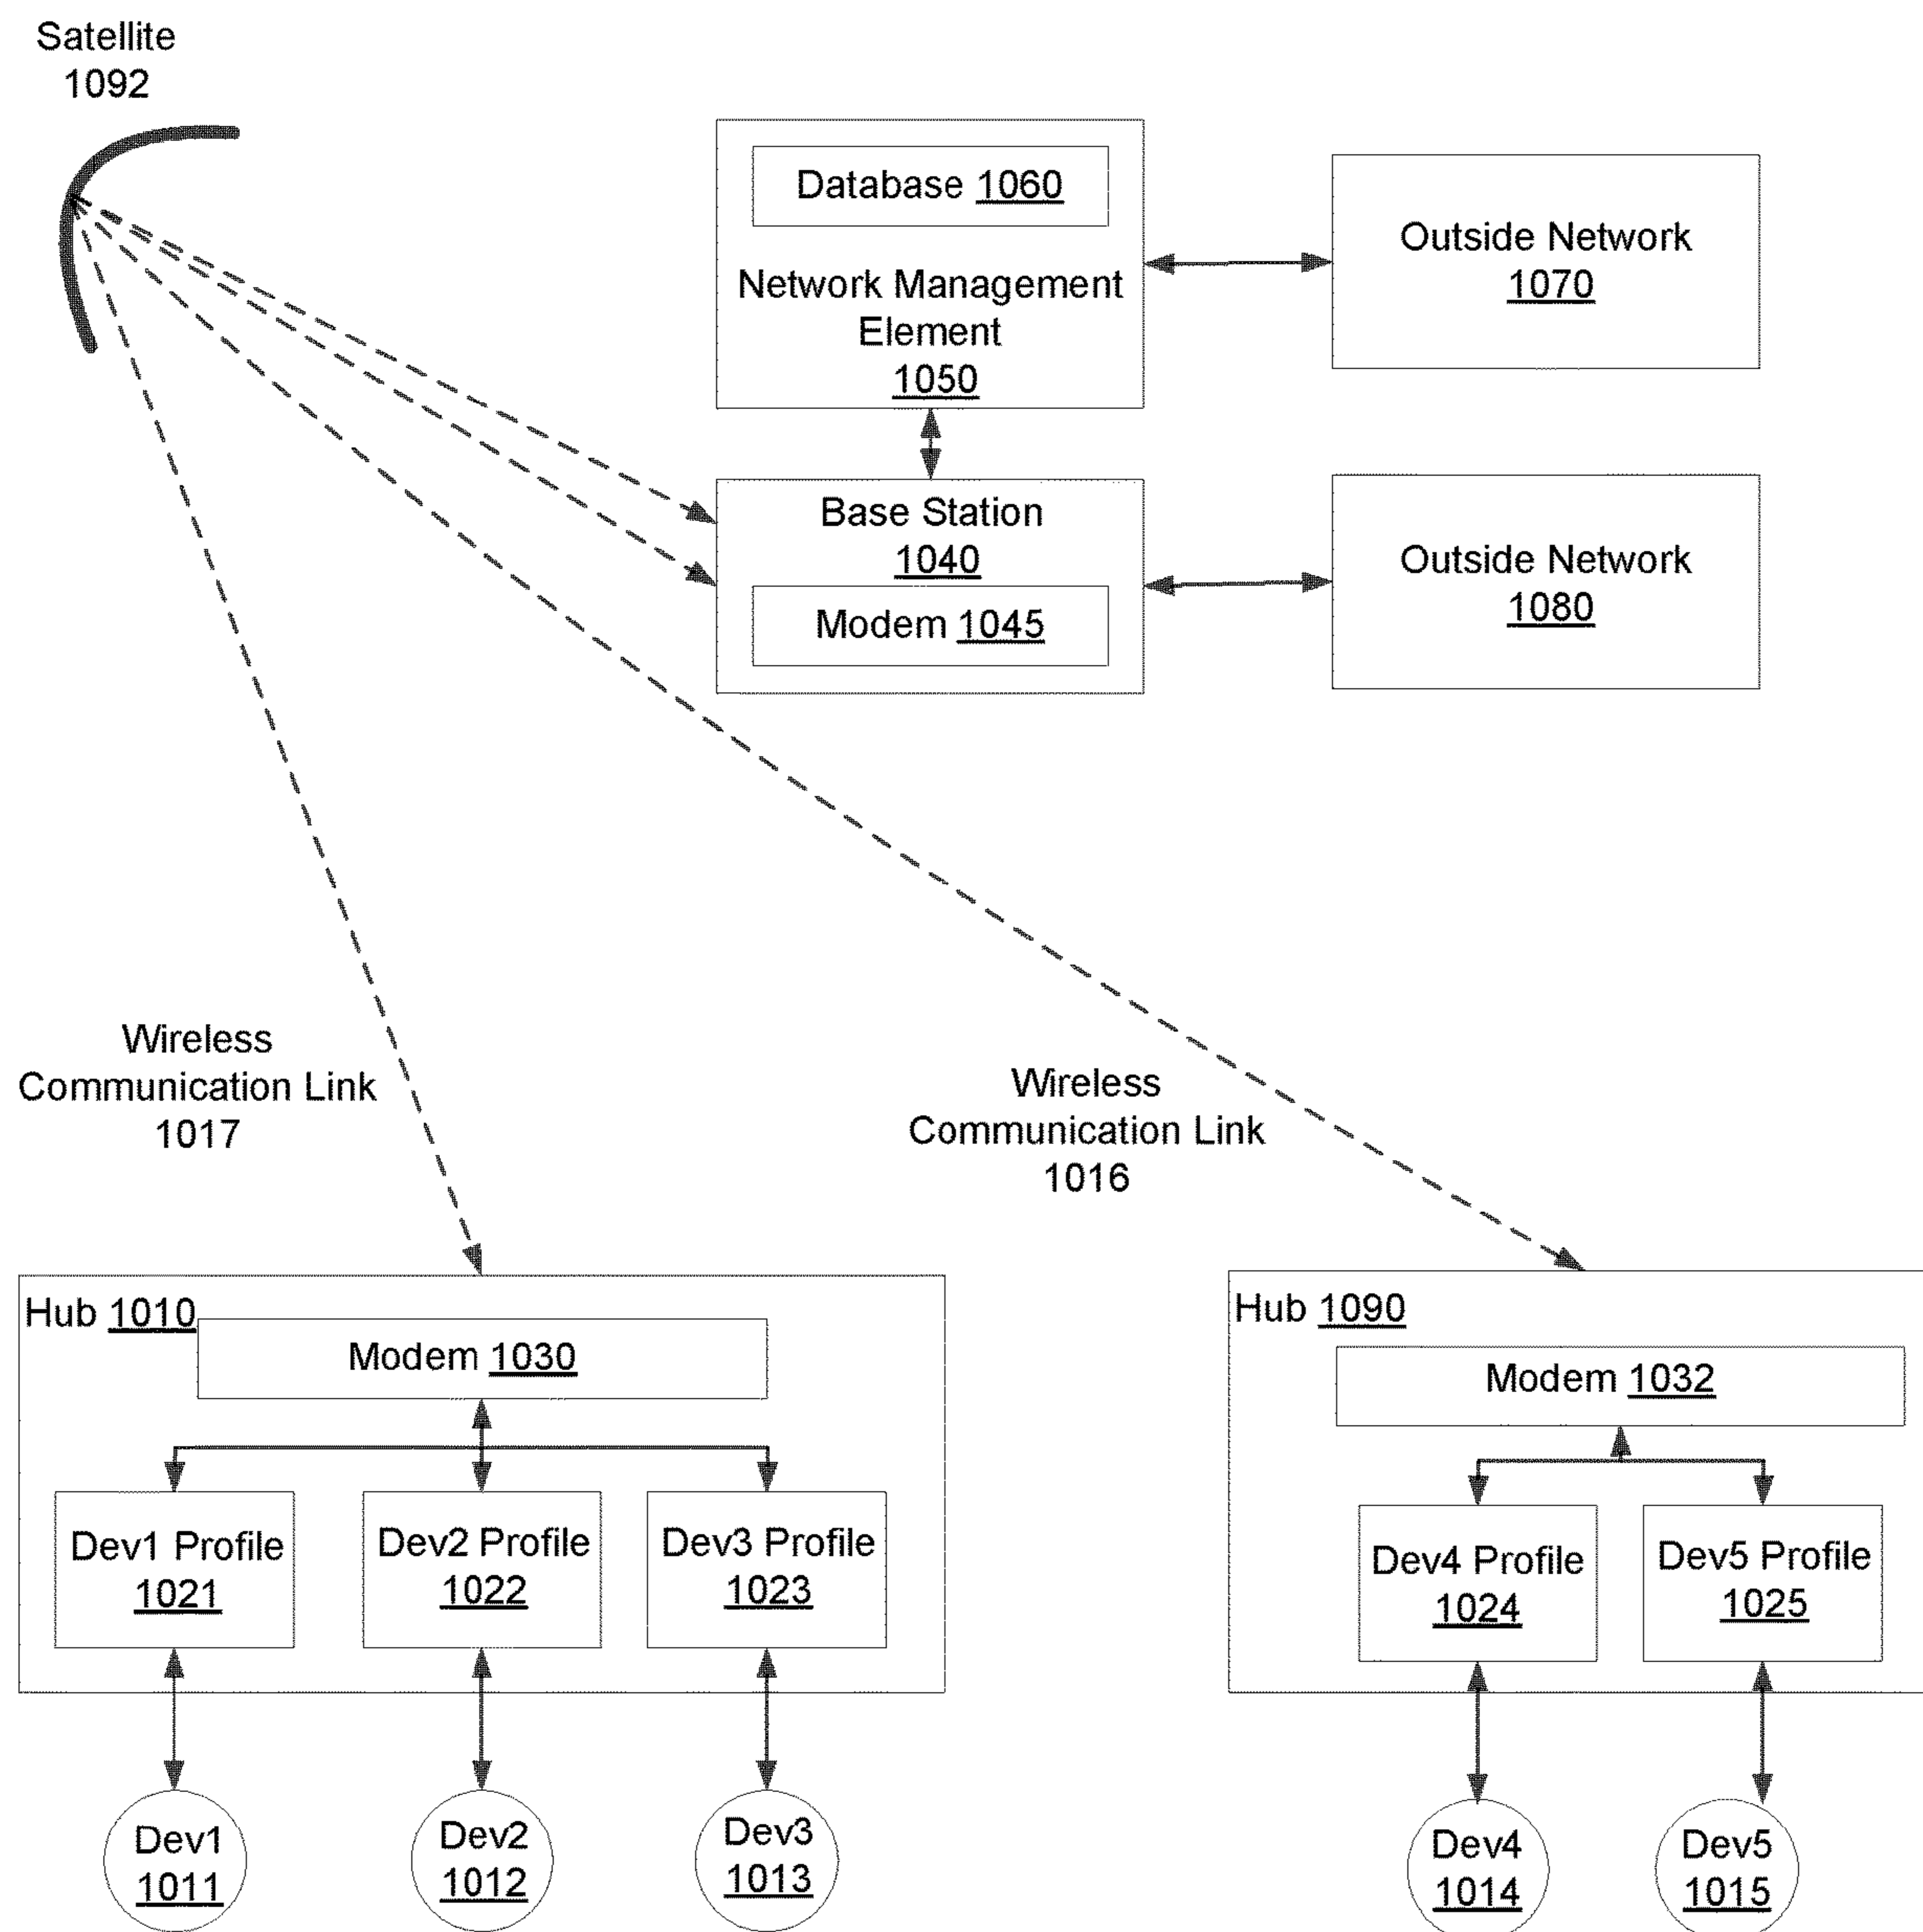 Satellite
1092
Database 1060
Network Management
Element
1050
Outside Network
1070
Base Station
1040
Modem 1045
Outside Network
1080
Wireless
Communication Link
1017
Wireless
Communication Link
1016
Hub 1010
Modem 1030
Dev1 Profile
1021
Dev2 Profile
1022
Dev3 Profile
1023
Hub 1090
Modem 1032
Dev4 Profile
1024
Dev5 Profile
1025
Dev1
1011
Dev2
1012
Dev3
1013
Dev4
1014
Dev5
1015